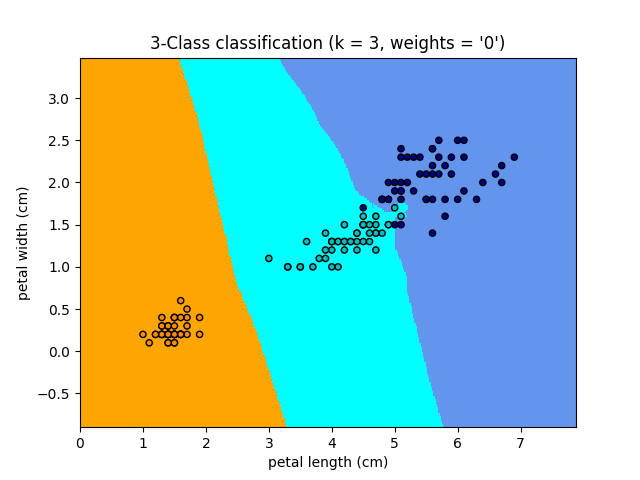 3-Class classification (k = 3, weights = '0')
3.0
2.5
2.0
1.5
1.0
0.5
0.0
−0.5
petal width (cm)
0 1 2 3 4 5 6 7
petal length (cm)